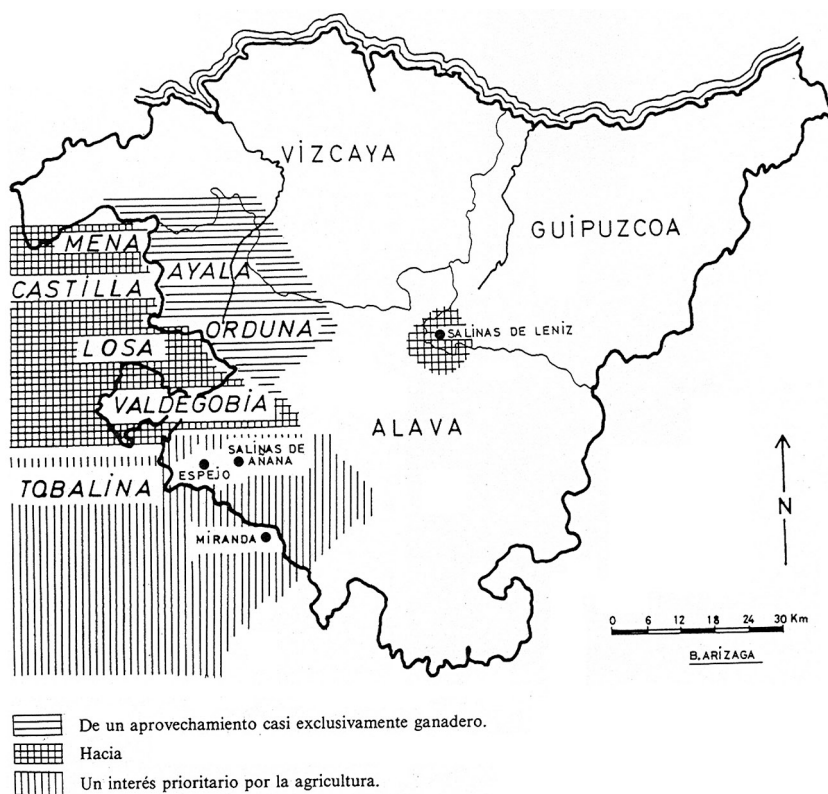 VIZCAYA
GUIPUZCOA
MENA
AYALA
CASTILLA
ORDUNA
SALINAS DE LENIZ
LOSA
VALDEGOBIA
ALAVA
SALINAS DE
AÑANA
ESPEJO
TOBALINA
MIRANDA
N
0 6 12 18 24 30 Km
B. ARIZAGA
De un aprovechamiento casi exclusivamente ganadero.
Hacia
Un interés prioritario por la agricultura.